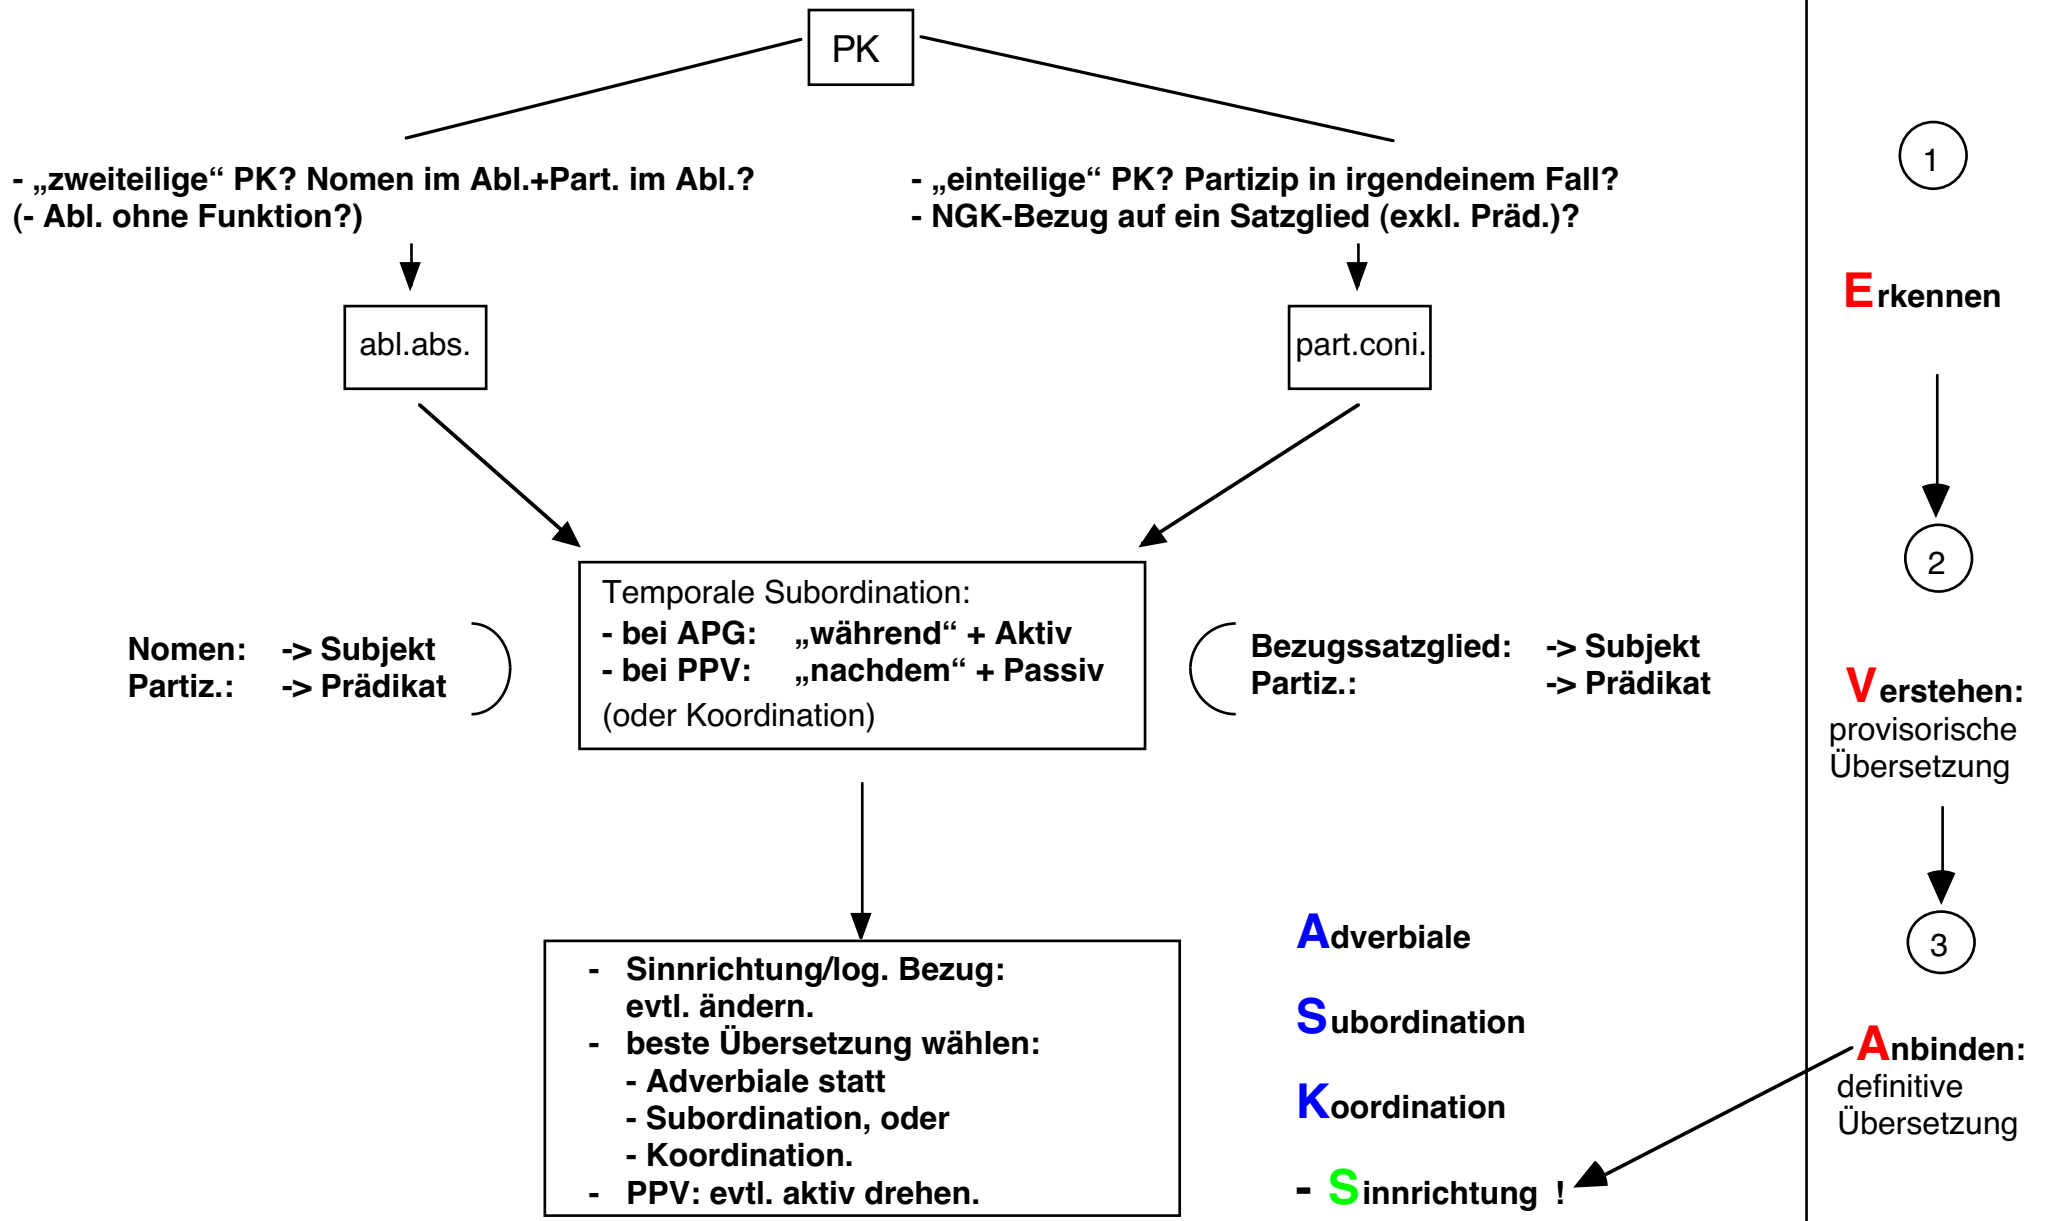 PK
- „zweiteilige“ PK? Nomen im Abl.+Part. im Abl.?
(- Abl. ohne Funktion?)
- „einteilige“ PK? Partizip in irgendeinem Fall?
- NGK-Bezug auf ein Satzglied (exkl. Präd.)?
abl.abs.
part.coni.
Nomen: -> Subjekt
Partiz.: -> Prädikat
Temporale Subordination:
- bei APG: „während“ + Aktiv
- bei PPV: „nachdem“ + Passiv
(oder Koordination)
Bezugssatzglied: -> Subjekt
Partiz.: -> Prädikat
- Sinnrichtung/log. Bezug:
evtl. ändern.
- beste Übersetzung wählen:
- Adverbiale statt
- Subordination, oder
- Koordination.
- PPV: evtl. aktiv drehen.
Adverbiale
Subordination
Koordination
- Sinnrichtung !
1
Erkennen
2
Verstehen:
provisorische
Übersetzung
3
Anbinden:
definitive
Übersetzung